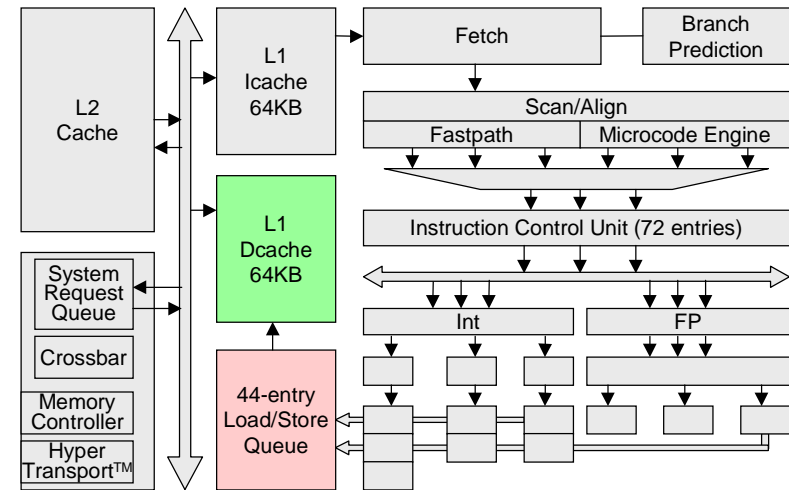 L2
Cache
L1
Icache
64KB
Fetch
Branch
Prediction
Scan/Align
Fastpath
Microcode Engine
L1
Dcache
64KB
Instruction Control Unit (72 entries)
System
Request
Queue
Crossbar
Memory
Controller
Hyper
Transport™
Int
FP
44-entry
Load/Store
Queue